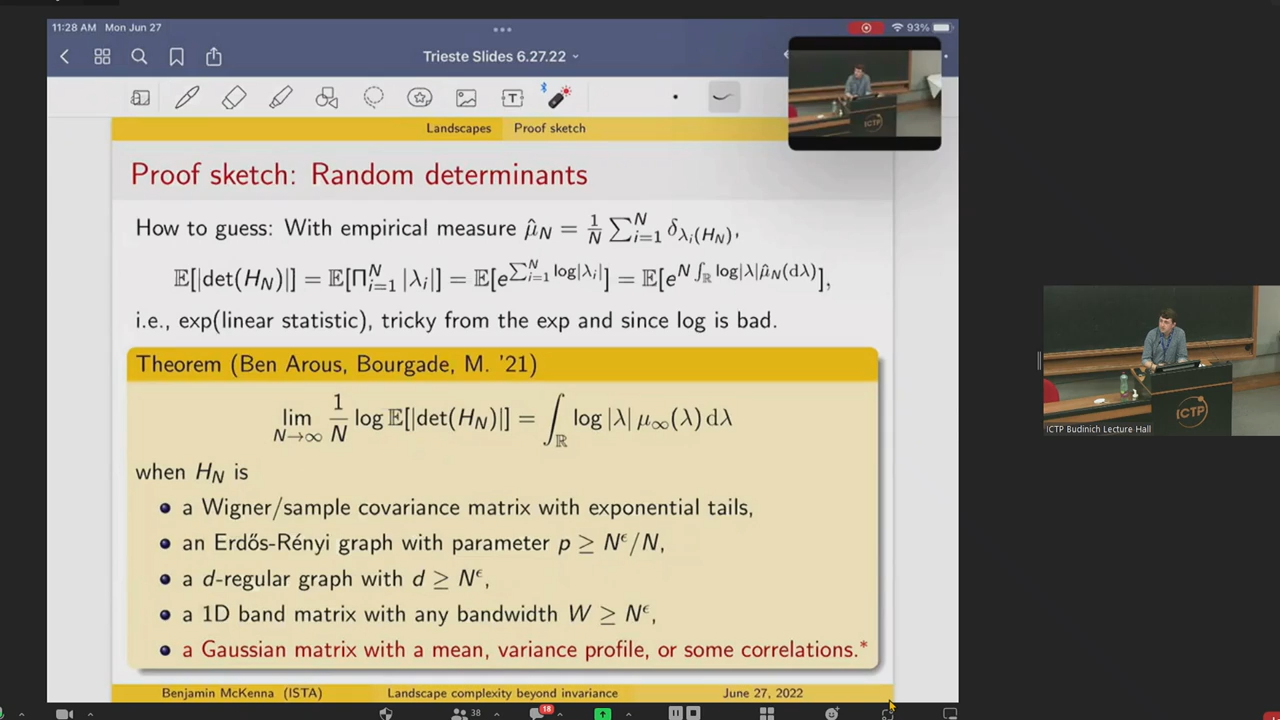 11:28 AM Mon Jun 27
93%
Trieste Slides 6.27.22
Landscapes Proof sketch
ICTP
Proof sketch: Random determinants
How to guess: With empirical measure μ̂_N = 1/N ∑_{i=1}^N δ_{λ_i(H_N)},
𝔼[|det(H_N)|] = 𝔼[∏_{i=1}^N |λ_i|] = 𝔼[e^{∑_{i=1}^N log|λ_i|}] = 𝔼[e^{N ∫_ℝ log|λ| μ̂_N(dλ)}],
i.e., exp(linear statistic), tricky from the exp and since log is bad.
Theorem (Ben Arous, Bourgade, M. '21)
lim_{N→∞} 1/N log 𝔼[|det(H_N)|] = ∫_ℝ log|λ| μ_∞(λ) dλ
when H_N is
• a Wigner/sample covariance matrix with exponential tails,
• an Erdős-Rényi graph with parameter p ≥ N^ϵ/N,
• a d-regular graph with d ≥ N^ϵ,
• a 1D band matrix with any bandwidth W ≥ N^ϵ,
• a Gaussian matrix with a mean, variance profile, or some correlations.*
Benjamin McKenna (ISTA) Landscape complexity beyond invariance June 27, 2022
ICTP
ICTP Budinich Lecture Hall
38
18